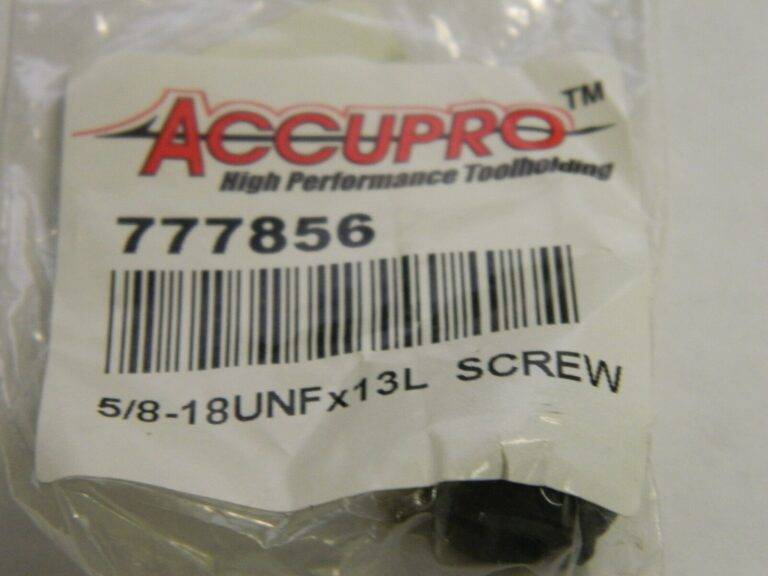 ACCUPRO™
High Performance Toolholding
777856
5/8-18UNFx13L SCREW